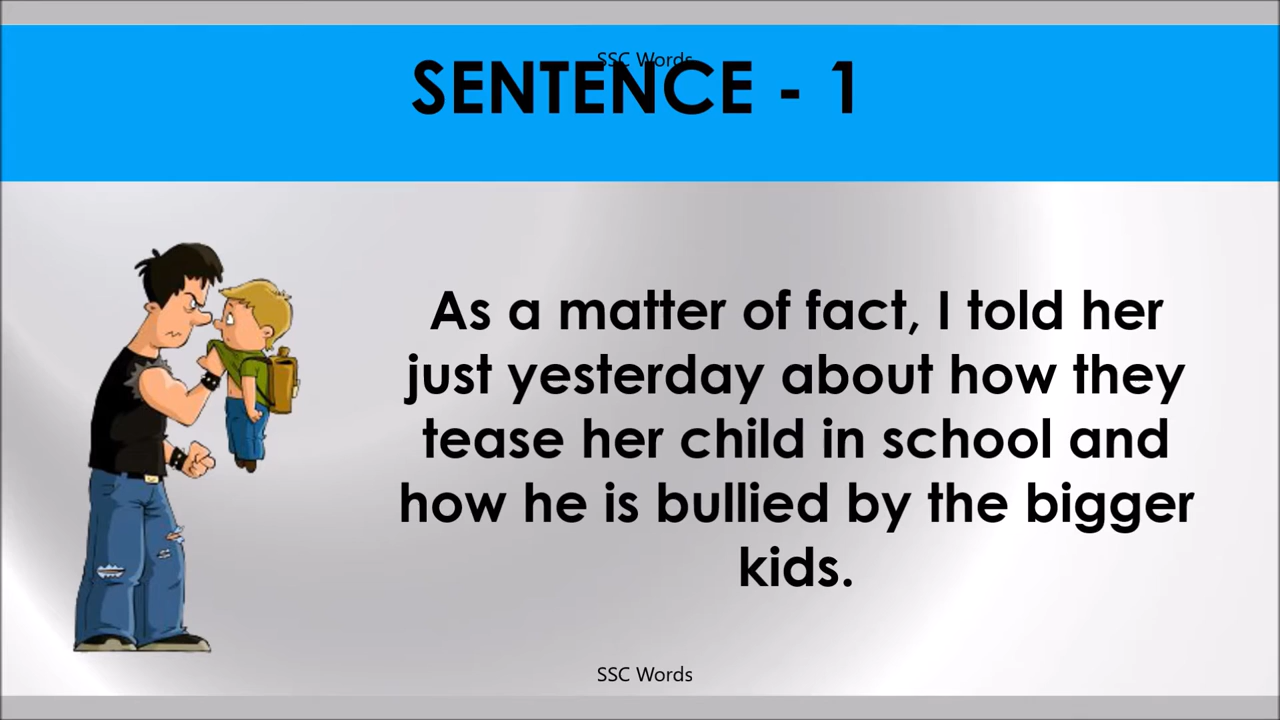 SSC Words
SENTENCE - 1
As a matter of fact, I told her
just yesterday about how they
tease her child in school and
how he is bullied by the bigger
kids.
SSC Words